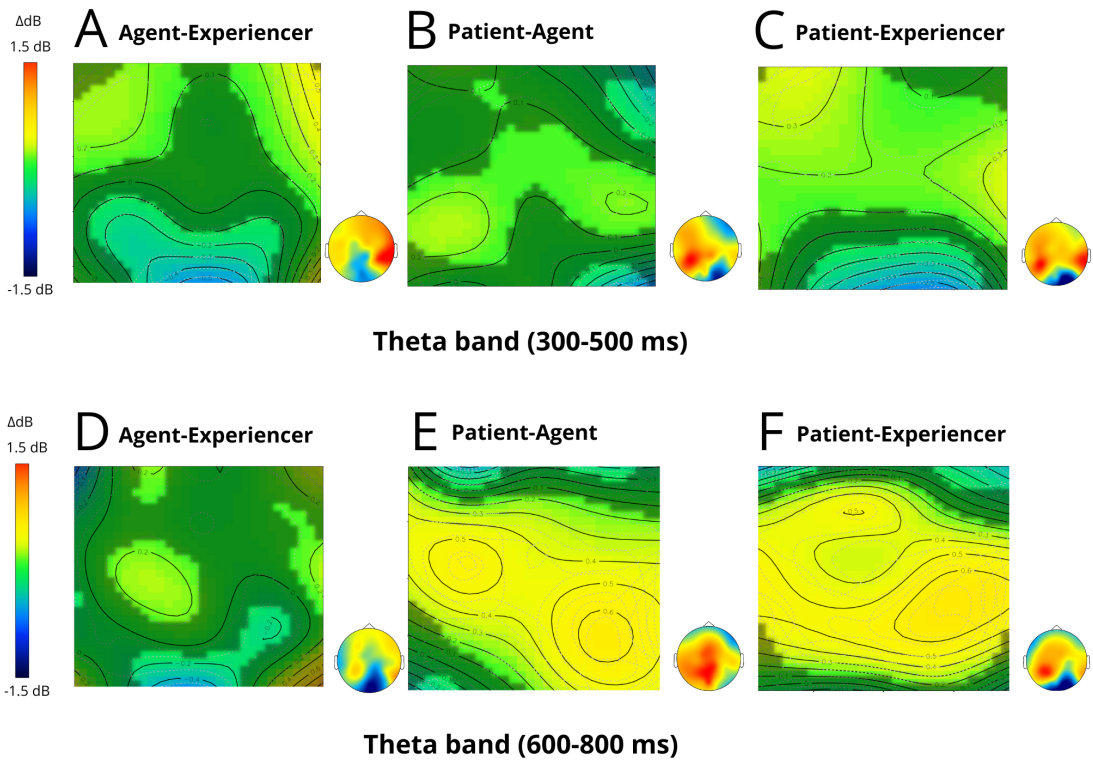 ΔdB
1.5 dB
-1.5 dB
A Agent-Experiencer
B Patient-Agent
C Patient-Experiencer
Theta band (300-500 ms)
ΔdB
1.5 dB
-1.5 dB
D Agent-Experiencer
E Patient-Agent
F Patient-Experiencer
Theta band (600-800 ms)